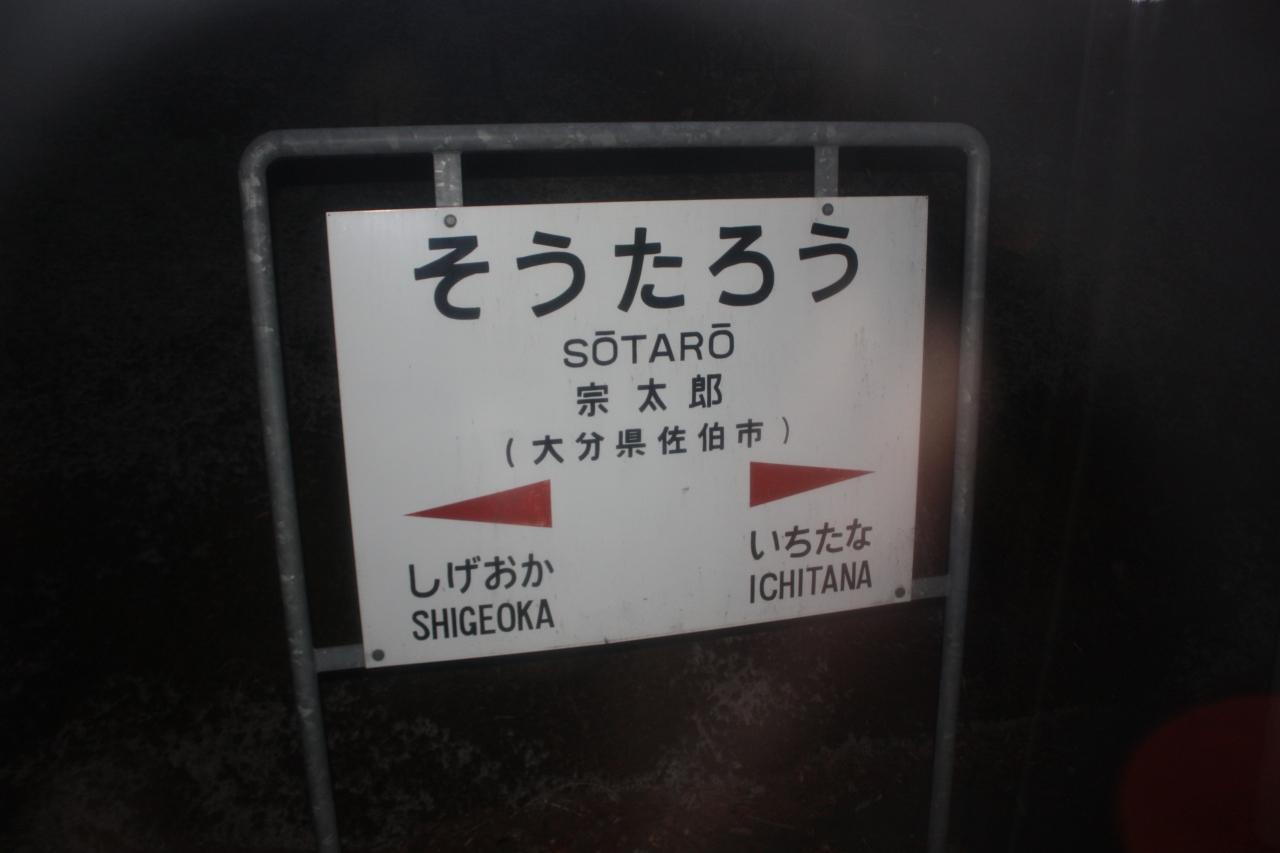 そうたろう
SŌTARŌ
宗太郎
(大分県佐伯市)
しげおか
SHIGEOKA
いちたな
ICHITANA